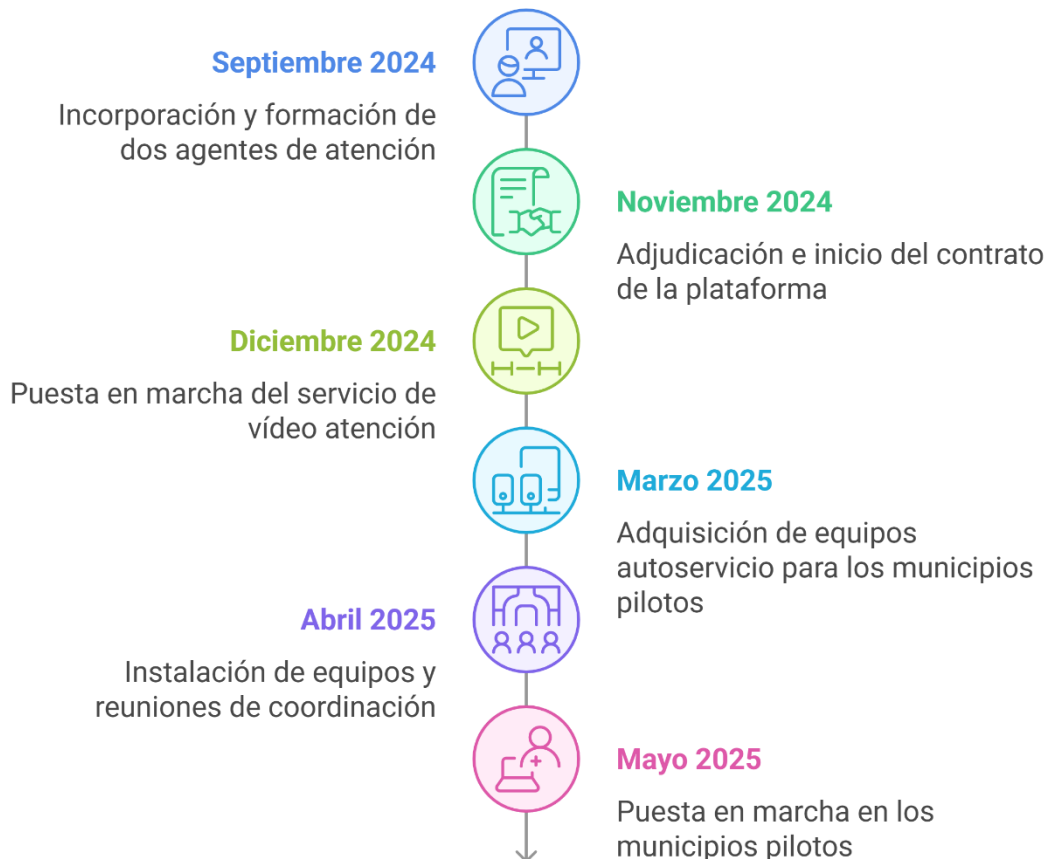 Septiembre 2024
Incorporación y formación de
dos agentes de atención
Noviembre 2024
Adjudicación e inicio del contrato
de la plataforma
Diciembre 2024
Puesta en marcha del servicio de
vídeo atención
Marzo 2025
Adquisición de equipos
autoservicio para los municipios
pilotos
Abril 2025
Instalación de equipos y
reuniones de coordinación
Mayo 2025
Puesta en marcha en los
municipios pilotos